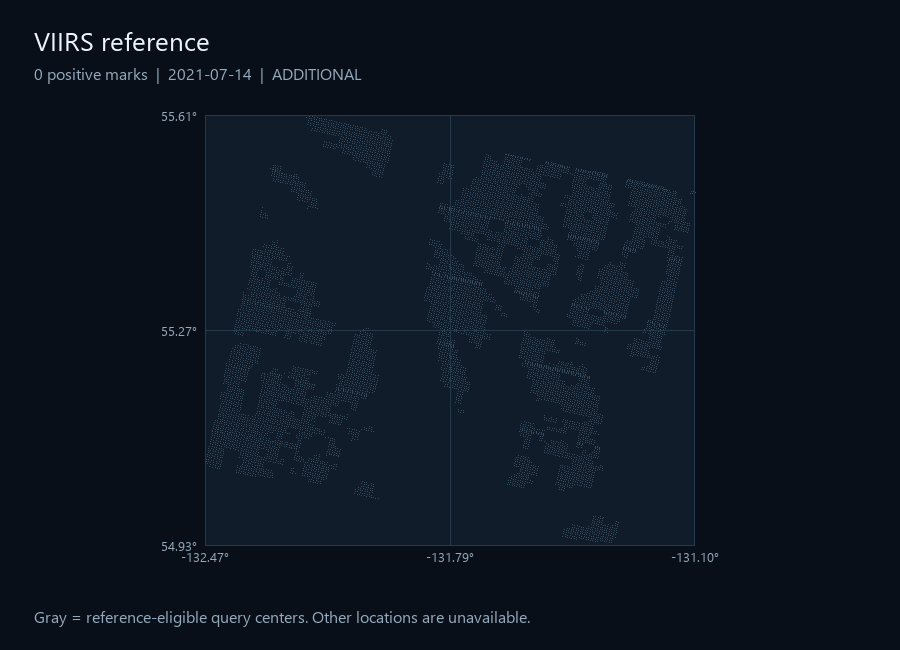 VIIRS reference
0 positive marks | 2021-07-14 | ADDITIONAL
55.61°
55.27°
54.93°
-132.47°
-131.79°
-131.10°
Gray = reference-eligible query centers. Other locations are unavailable.